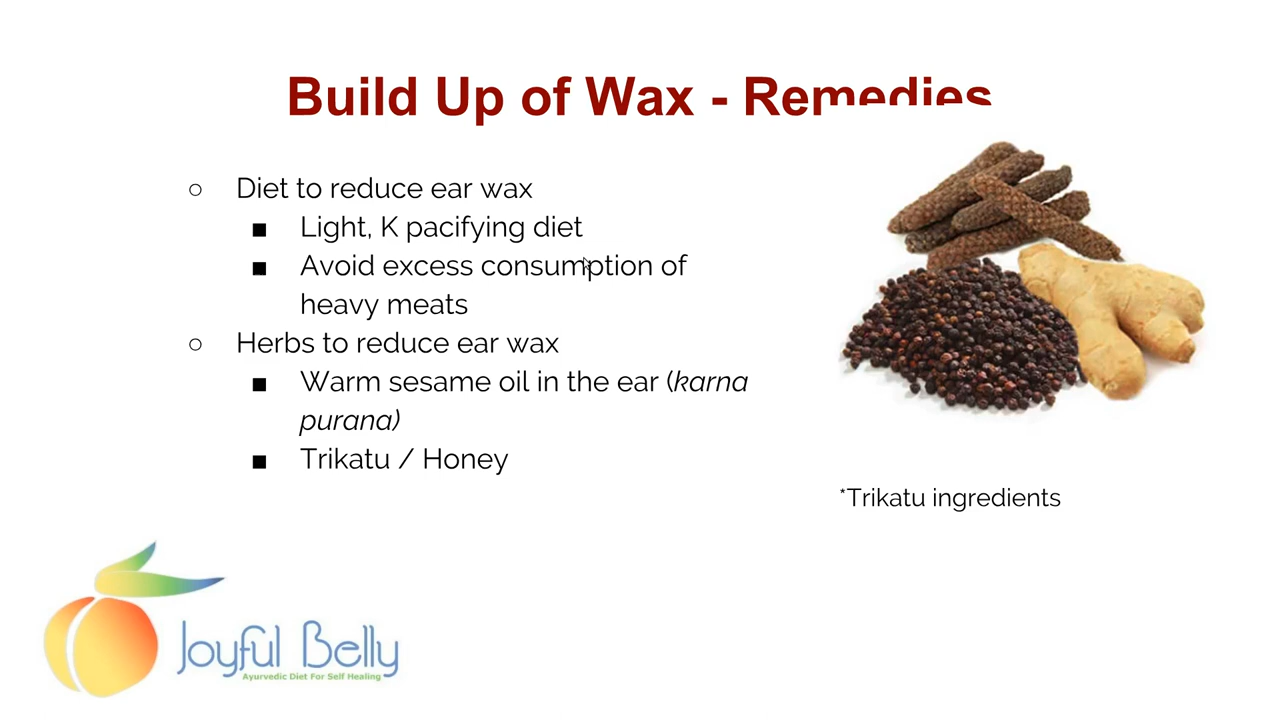 Build Up of Wax - Remedies
○ Diet to reduce ear wax
■ Light, K pacifying diet
■ Avoid excess consumption of
heavy meats
○ Herbs to reduce ear wax
■ Warm sesame oil in the ear (karna
purana)
■ Trikatu / Honey
*Trikatu ingredients
Joyful Belly
Ayurvedic Diet For Self Healing